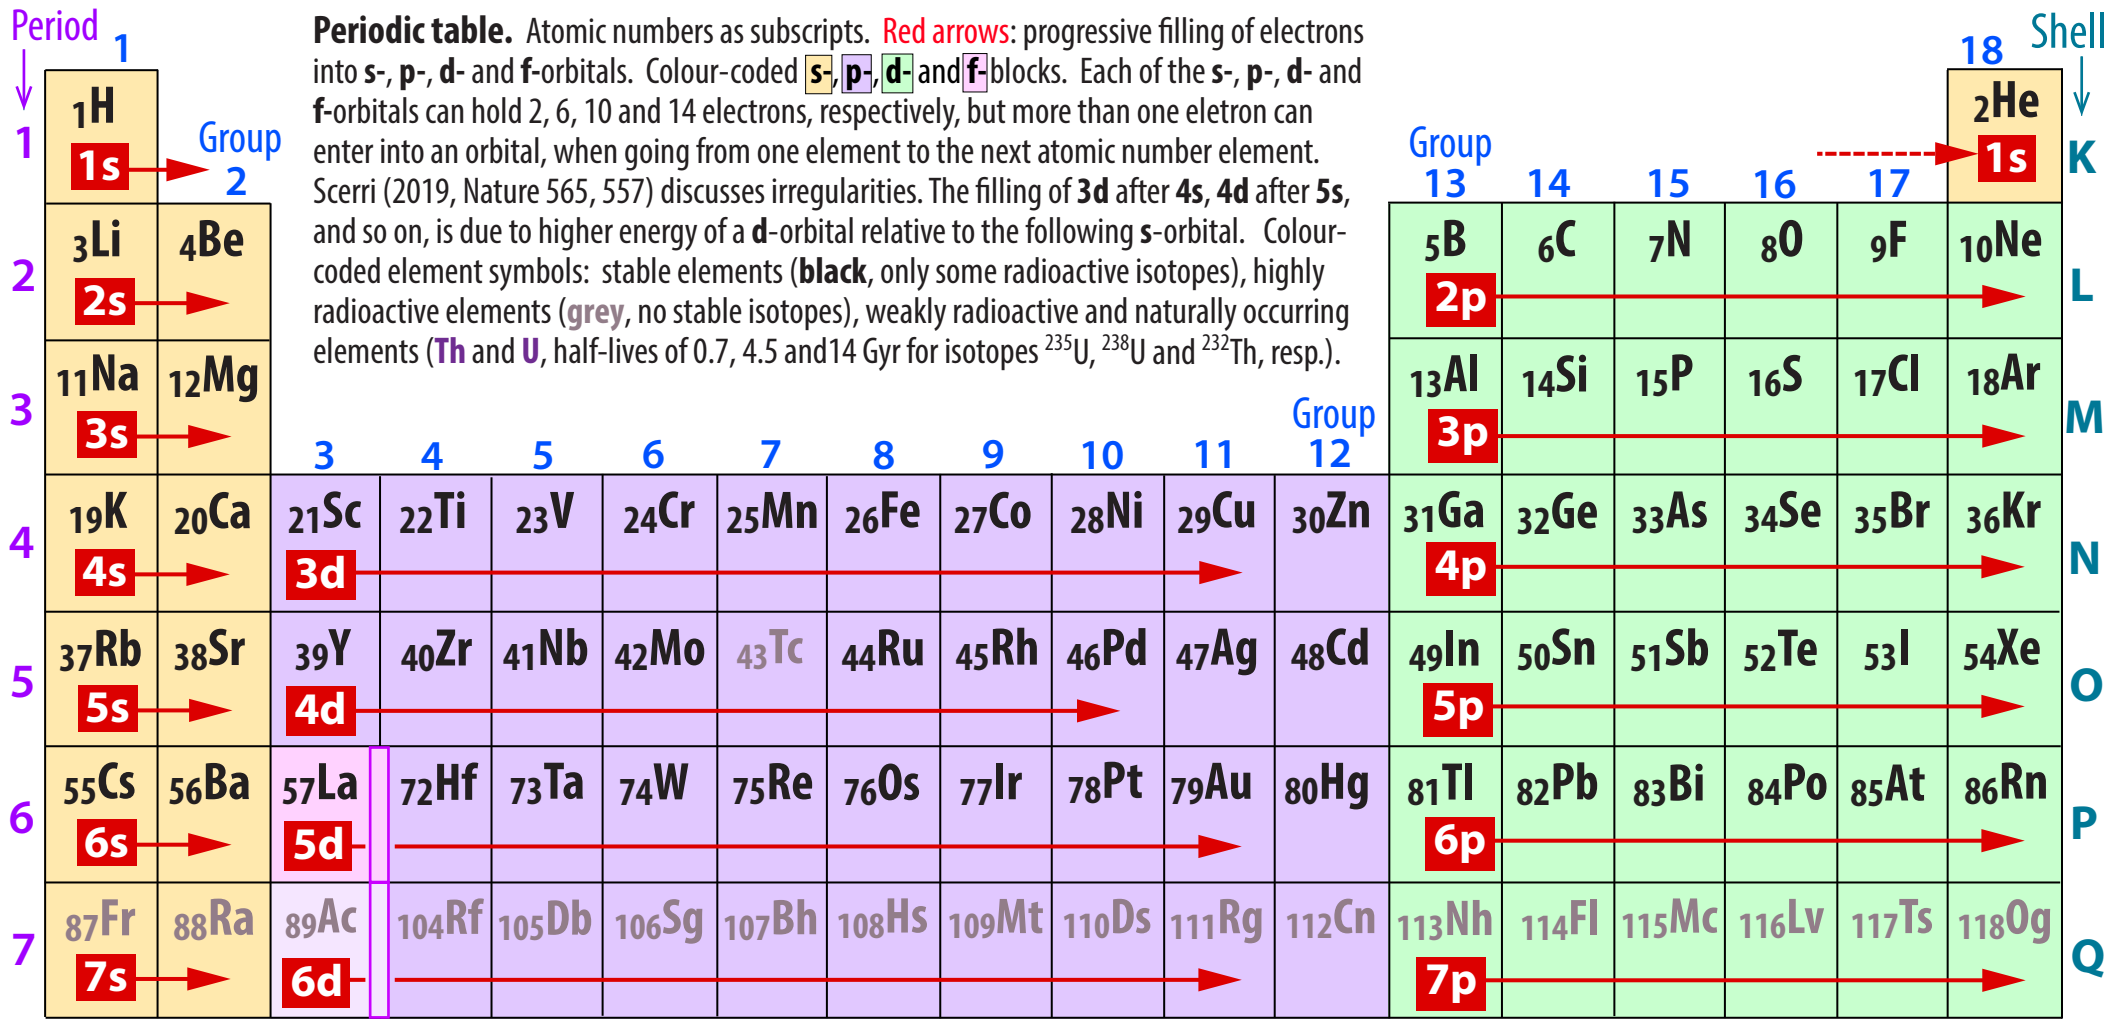 Period
1
18
Shell
Periodic table. Atomic numbers as subscripts. Red arrows: progressive filling of electrons
into s-, p-, d- and f-orbitals. Colour-coded s-, p-, d- and f- blocks. Each of the s-, p-, d- and
f-orbitals can hold 2, 6, 10 and 14 electrons, respectively, but more than one eletron can
enter into an orbital, when going from one element to the next atomic number element.
Scerri (2019, Nature 565, 557) discusses irregularities. The filling of 3d after 4s, 4d after 5s,
and so on, is due to higher energy of a d-orbital relative to the following s-orbital. Colour-
coded element symbols: stable elements (black, only some radioactive isotopes), highly
radioactive elements (grey, no stable isotopes), weakly radioactive and naturally occurring
elements (Th and U, half-lives of 0.7, 4.5 and14 Gyr for isotopes ²³⁵U, ²³⁸U and ²³²Th, resp.).
1 ₁H ₂He K
1s 1s
Group
2
Group
13 14 15 16 17
2 ₃Li ₄Be ₅B ₆C ₇N ₈O ₉F ₁₀Ne L
2s 2p
3 ₁₁Na ₁₂Mg ₁₃Al ₁₄Si ₁₅P ₁₆S ₁₇Cl ₁₈Ar M
3s 3p
Group
3 4 5 6 7 8 9 10 11 12
4 ₁₉K ₂₀Ca ₂₁Sc ₂₂Ti ₂₃V ₂₄Cr ₂₅Mn ₂₆Fe ₂₇Co ₂₈Ni ₂₉Cu ₃₀Zn ₃₁Ga ₃₂Ge ₃₃As ₃₄Se ₃₅Br ₃₆Kr N
4s 3d 4p
5 ₃₇Rb ₃₈Sr ₃₉Y ₄₀Zr ₄₁Nb ₄₂Mo ₄₃Tc ₄₄Ru ₄₅Rh ₄₆Pd ₄₇Ag ₄₈Cd ₄₉In ₅₀Sn ₅₁Sb ₅₂Te ₅₃I ₅₄Xe O
5s 4d 5p
6 ₅₅Cs ₅₆Ba ₅₇La ₇₂Hf ₇₃Ta ₇₄W ₇₅Re ₇₆Os ₇₇Ir ₇₈Pt ₇₉Au ₈₀Hg ₈₁Tl ₈₂Pb ₈₃Bi ₈₄Po ₈₅At ₈₆Rn P
6s 5d 6p
7 ₈₇Fr ₈₈Ra ₈₉Ac ₁₀₄Rf ₁₀₅Db ₁₀₆Sg ₁₀₇Bh ₁₀₈Hs ₁₀₉Mt ₁₁₀Ds ₁₁₁Rg ₁₁₂Cn ₁₁₃Nh ₁₁₄Fl ₁₁₅Mc ₁₁₆Lv ₁₁₇Ts ₁₁₈Og Q
7s 6d 7p